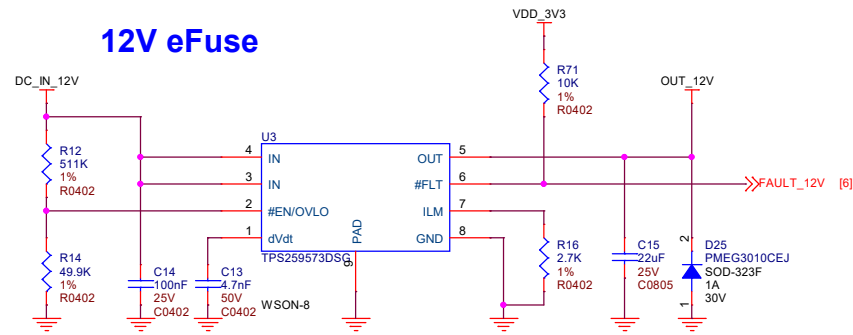 12V eFuse
VDD_3V3
DC_IN_12V
R71
10K
1%
R0402
OUT_12V
R12
511K
1%
R0402
U3
4
IN
OUT
5
3
IN
#FLT
6
FAULT_12V [6]
2
#EN/OVLO
ILM
7
1
dVdt
PAD
GND
8
TPS259573DSG
9
R14
49.9K
1%
R0402
C14
100nF
25V
C0402
C13
4.7nF
50V
C0402
WSON-8
R16
2.7K
1%
R0402
C15
22uF
25V
C0805
2
D25
PMEG3010CEJ
SOD-323F
1A
30V
1